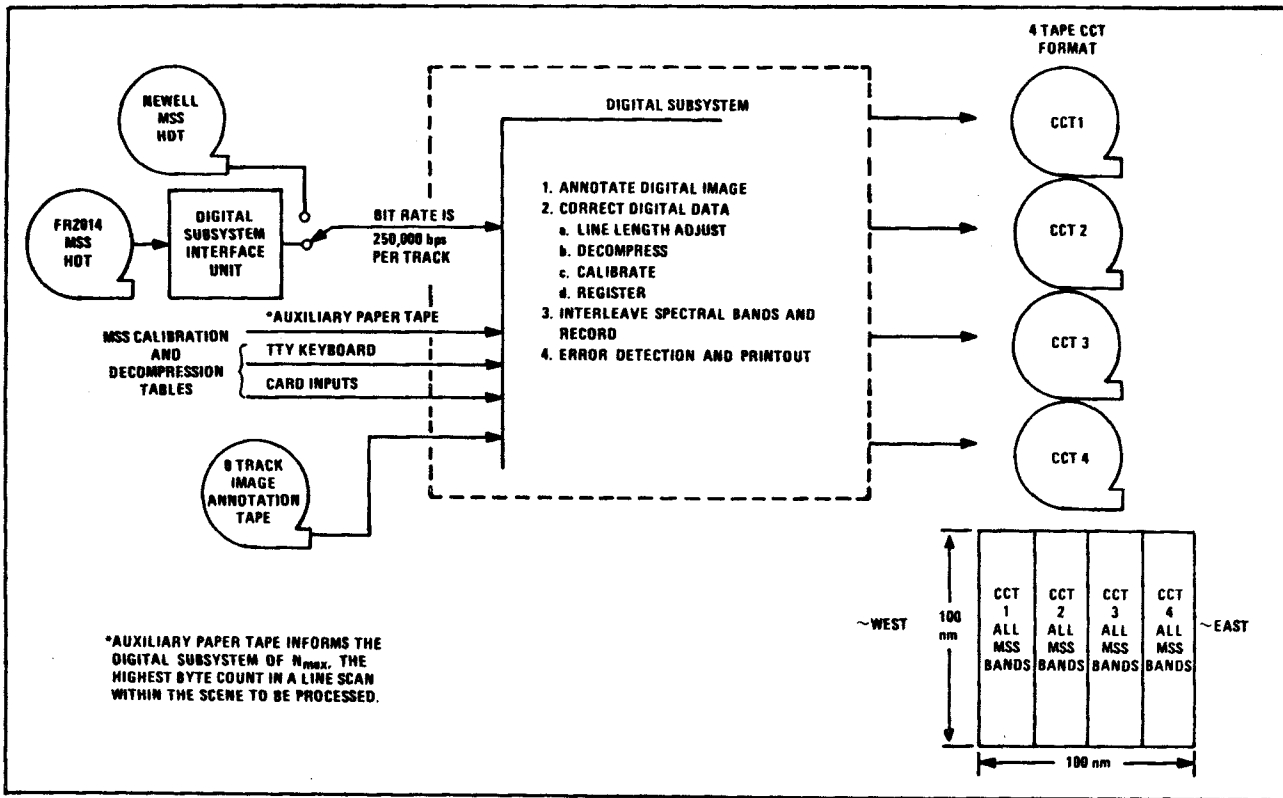 4 TAPE CCT
FORMAT
NEWELL
MSS
HDT
DIGITAL SUBSYSTEM
CCT1
FR2014
MSS
HDT
DIGITAL
SUBSYSTEM
INTERFACE
UNIT
BIT RATE IS
250,000 bps
PER TRACK
1. ANNOTATE DIGITAL IMAGE
2. CORRECT DIGITAL DATA
a. LINE LENGTH ADJUST
b. DECOMPRESS
c. CALIBRATE
d. REGISTER
3. INTERLEAVE SPECTRAL BANDS AND
RECORD
4. ERROR DETECTION AND PRINTOUT
CCT 2
*AUXILIARY PAPER TAPE
MSS CALIBRATION
AND
DECOMPRESSION
TABLES
TTY KEYBOARD
CARD INPUTS
CCT 3
9 TRACK
IMAGE
ANNOTATION
TAPE
CCT 4
~WEST
100
nm
CCT
1
ALL
MSS
BANDS
CCT
2
ALL
MSS
BANDS
CCT
3
ALL
MSS
BANDS
CCT
4
ALL
MSS
BANDS
~EAST
100 nm
*AUXILIARY PAPER TAPE INFORMS THE
DIGITAL SUBSYSTEM OF Nmax, THE
HIGHEST BYTE COUNT IN A LINE SCAN
WITHIN THE SCENE TO BE PROCESSED.